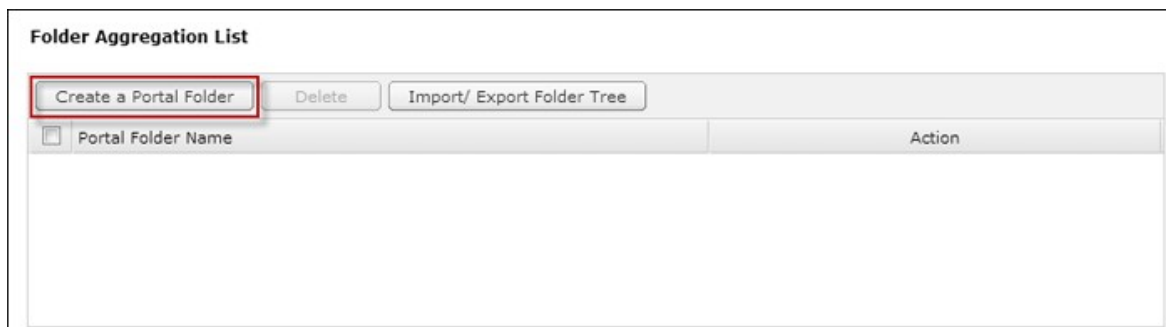 Folder Aggregation List
Create a Portal Folder Delete Import/ Export Folder Tree
Portal Folder Name Action